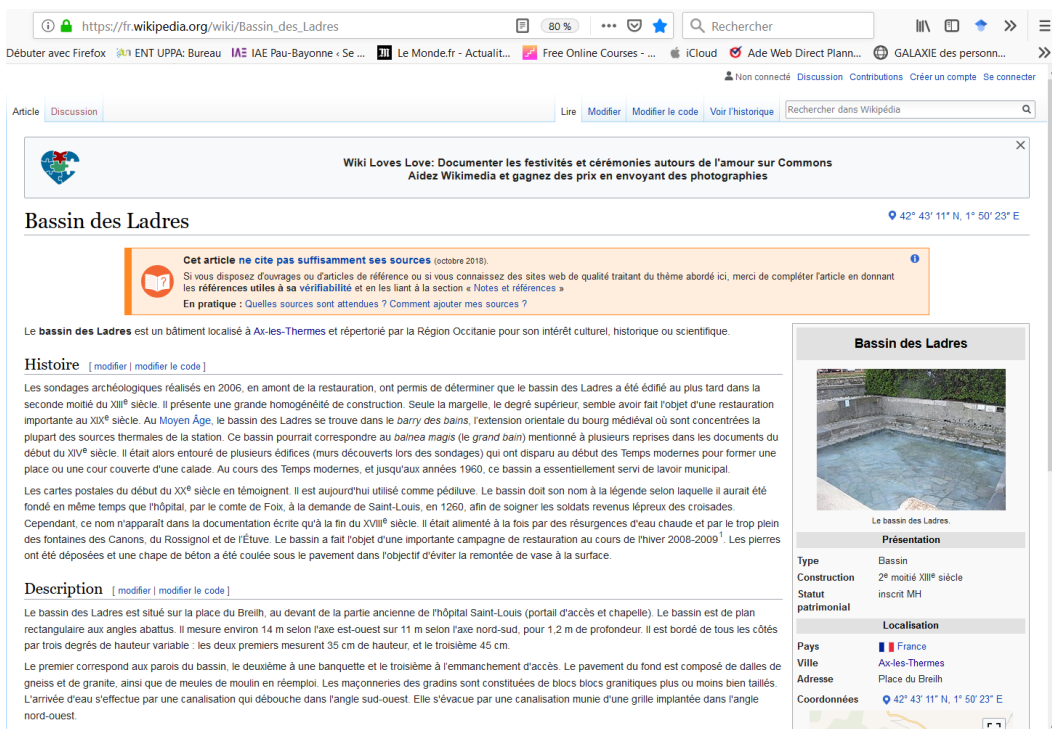 https://fr.wikipedia.org/wiki/Bassin_des_Ladres
80 %
Rechercher
Débuter avec Firefox
ENT UPPA: Bureau
IAE Pau-Bayonne ‹ Se ...
Le Monde.fr - Actualit...
Free Online Courses - ...
iCloud
Ade Web Direct Plann...
GALAXIE des personn...
Non connecté Discussion Contributions Créer un compte Se connecter
Article Discussion
Lire Modifier Modifier le code Voir l'historique
Rechercher dans Wikipédia
Wiki Loves Love: Documenter les festivités et cérémonies autours de l'amour sur Commons
Aidez Wikimedia et gagnez des prix en envoyant des photographies
Bassin des Ladres
42° 43′ 11″ N, 1° 50′ 23″ E
Cet article ne cite pas suffisamment ses sources (octobre 2018).
Si vous disposez d'ouvrages ou d'articles de référence ou si vous connaissez des sites web de qualité traitant du thème abordé ici, merci de compléter l'article en donnant
les références utiles à sa vérifiabilité et en les liant à la section « Notes et références »
En pratique : Quelles sources sont attendues ? Comment ajouter mes sources ?
Le bassin des Ladres est un bâtiment localisé à Ax-les-Thermes et répertorié par la Région Occitanie pour son intérêt culturel, historique ou scientifique.
Histoire [ modifier | modifier le code ]
Les sondages archéologiques réalisés en 2006, en amont de la restauration, ont permis de déterminer que le bassin des Ladres a été édifié au plus tard dans la
seconde moitié du XIIIe siècle. Il présente une grande homogénéité de construction. Seule la margelle, le degré supérieur, semble avoir fait l'objet d'une restauration
importante au XIXe siècle. Au Moyen Âge, le bassin des Ladres se trouve dans le barry des bains, l'extension orientale du bourg médiéval où sont concentrées la
plupart des sources thermales de la station. Ce bassin pourrait correspondre au balnea magis (le grand bain) mentionné à plusieurs reprises dans les documents du
début du XIVe siècle. Il était alors entouré de plusieurs édifices (murs découverts lors des sondages) qui ont disparu au début des Temps modernes pour former une
place ou une cour couverte d'une calade. Au cours des Temps modernes, et jusqu'aux années 1960, ce bassin a essentiellement servi de lavoir municipal.
Les cartes postales du début du XXe siècle en témoignent. Il est aujourd'hui utilisé comme pédiluve. Le bassin doit son nom à la légende selon laquelle il aurait été
fondé en même temps que l'hôpital, par le comte de Foix, à la demande de Saint-Louis, en 1260, afin de soigner les soldats revenus lépreux des croisades.
Cependant, ce nom n'apparaît dans la documentation écrite qu'à la fin du XVIIIe siècle. Il était alimenté à la fois par des résurgences d'eau chaude et par le trop plein
des fontaines des Canons, du Rossignol et de l'Étuve. Le bassin a fait l'objet d'une importante campagne de restauration au cours de l'hiver 2008-2009 1. Les pierres
ont été déposées et une chape de béton a été coulée sous le pavement dans l'objectif d'éviter la remontée de vase à la surface.
Description [ modifier | modifier le code ]
Le bassin des Ladres est situé sur la place du Breilh, au devant de la partie ancienne de l'hôpital Saint-Louis (portail d'accès et chapelle). Le bassin est de plan
rectangulaire aux angles abattus. Il mesure environ 14 m selon l'axe est-ouest sur 11 m selon l'axe nord-sud, pour 1,2 m de profondeur. Il est bordé de tous les côtés
par trois degrés de hauteur variable : les deux premiers mesurent 35 cm de hauteur, et le troisième 45 cm.
Le premier correspond aux parois du bassin, le deuxième à une banquette et le troisième à l'emmanchement d'accès. Le pavement du fond est composé de dalles de
gneiss et de granite, ainsi que de meules de moulin en réemploi. Les maçonneries des gradins sont constituées de blocs blocs granitiques plus ou moins bien taillés.
L'arrivée d'eau s'effectue par une canalisation qui débouche dans l'angle sud-ouest. Elle s'évacue par une canalisation munie d'une grille implantée dans l'angle
nord-ouest.
Bassin des Ladres
Le bassin des Ladres.
Présentation
Type Bassin
Construction 2e moitié XIIIe siècle
Statut patrimonial inscrit MH
Localisation
Pays France
Ville Ax-les-Thermes
Adresse Place du Breilh
Coordonnées 42° 43′ 11″ N, 1° 50′ 23″ E